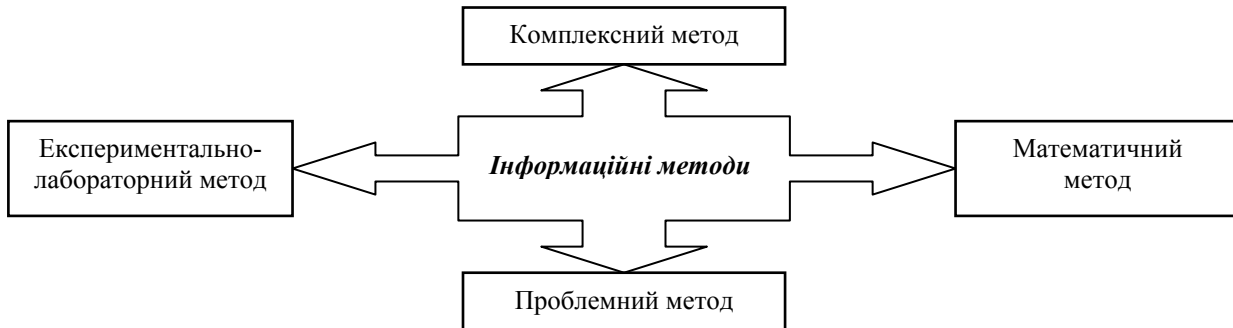 Комплексний метод
Експериментально-
лабораторний метод
Інформаційні методи
Математичний
метод
Проблемний метод